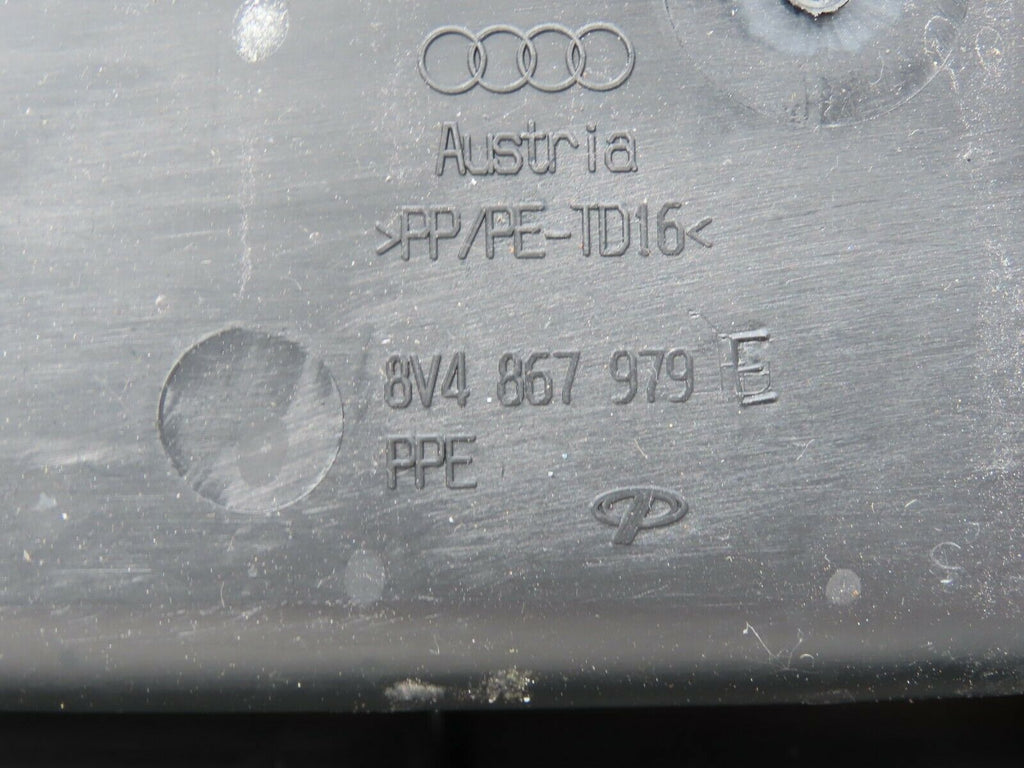 Austria
>PP/PE-TD16<
8V4 867 979 E
PPE